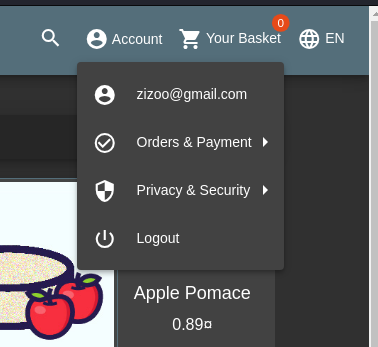 0
Account Your Basket EN
zizoo@gmail.com
Orders & Payment
Privacy & Security
Logout
Apple Pomace
0.89¤